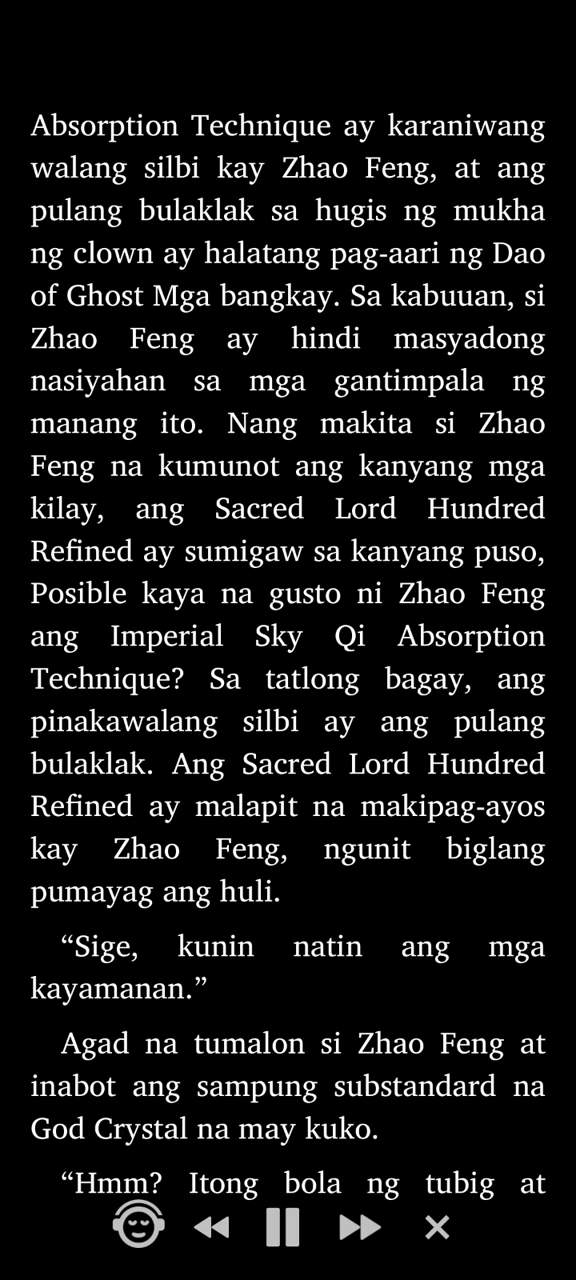 Absorption Technique ay karaniwang
walang silbi kay Zhao Feng, at ang
pulang bulaklak sa hugis ng mukha
ng clown ay halatang pag-aari ng Dao
of Ghost Mga bangkay. Sa kabuuan, si
Zhao Feng ay hindi masyadong
nasiyahan sa mga gantimpala ng
manang ito. Nang makita si Zhao
Feng na kumunot ang kanyang mga
kilay, ang Sacred Lord Hundred
Refined ay sumigaw sa kanyang puso,
Posible kaya na gusto ni Zhao Feng
ang Imperial Sky Qi Absorption
Technique? Sa tatlong bagay, ang
pinakawalang silbi ay ang pulang
bulaklak. Ang Sacred Lord Hundred
Refined ay malapit na makipag-ayos
kay Zhao Feng, ngunit biglang
pumayag ang huli.
“Sige, kunin natin ang mga
kayamanan.”
Agad na tumalon si Zhao Feng at
inabot ang sampung substandard na
God Crystal na may kuko.
“Hmm? Itong bola ng tubig at